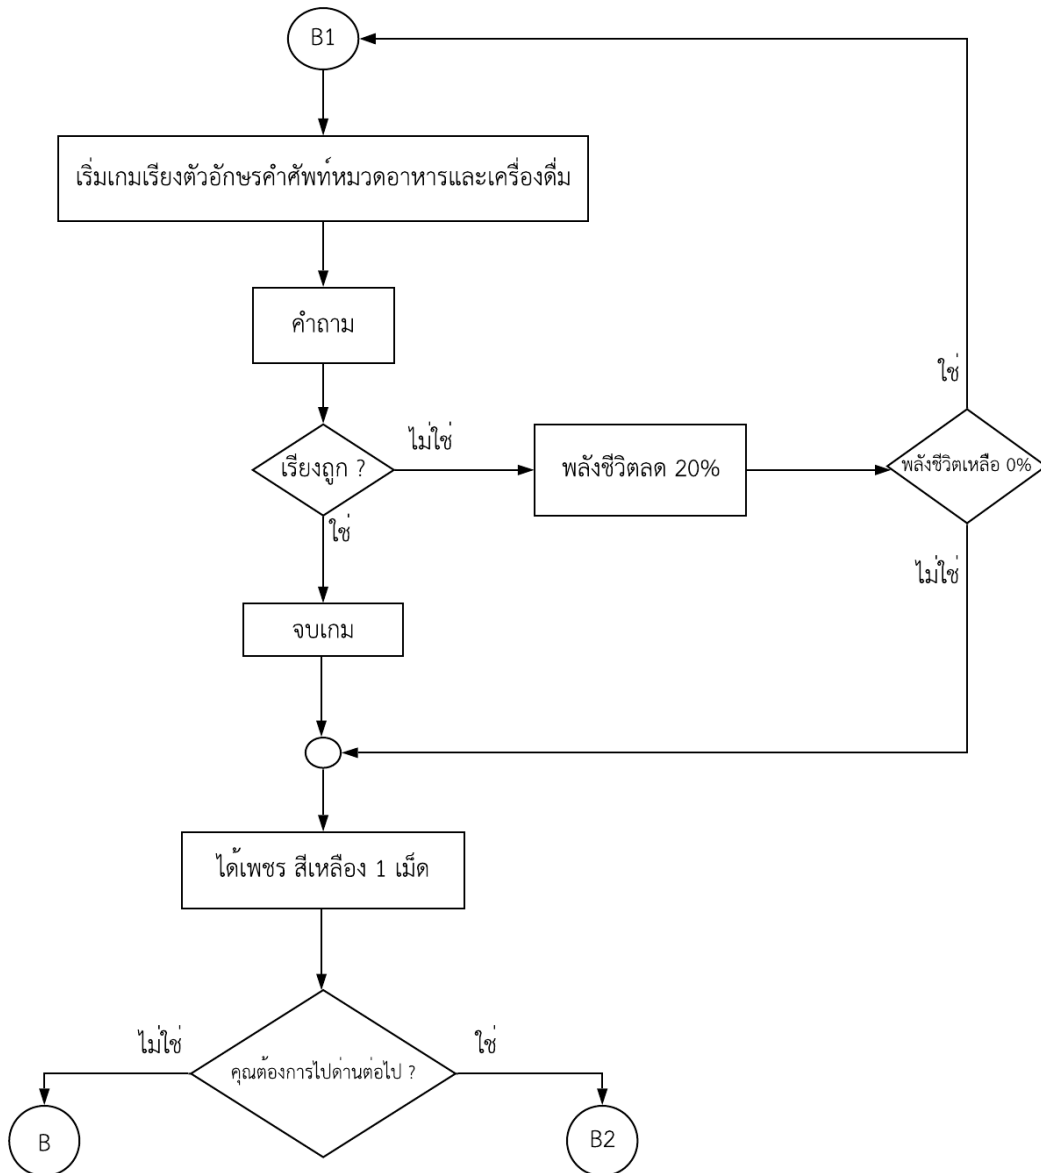 B1
เริ่มเกมเรียงตัวอักษรคำศัพท์หมวดอาหารและเครื่องดื่ม
คำถาม
ใช่
ไม่ใช่
เรียงถูก ?
พลังชีวิตลด 20%
พลังชีวิตเหลือ 0%
ใช่
ไม่ใช่
จบเกม
ได้เพชร สีเหลือง 1 เม็ด
ไม่ใช่
ใช่
คุณต้องการไปด่านต่อไป ?
B
B2